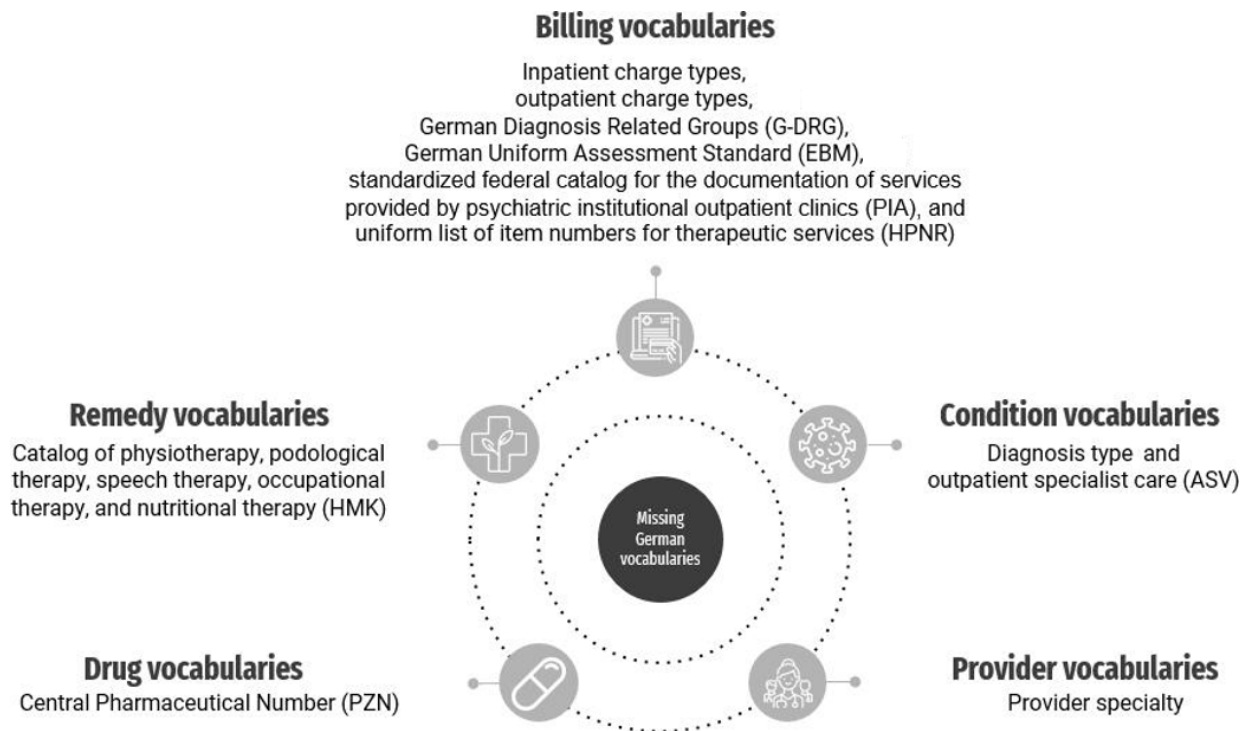 Billing vocabularies
Inpatient charge types,
outpatient charge types,
German Diagnosis Related Groups (G-DRG),
German Uniform Assessment Standard (EBM),
standardized federal catalog for the documentation of services
provided by psychiatric institutional outpatient clinics (PIA), and
uniform list of item numbers for therapeutic services (HPNR)
Remedy vocabularies
Catalog of physiotherapy, podological
therapy, speech therapy, occupational
therapy, and nutritional therapy (HMK)
Condition vocabularies
Diagnosis type and
outpatient specialist care (ASV)
Missing
German
vocabularies
Drug vocabularies
Central Pharmaceutical Number (PZN)
Provider vocabularies
Provider specialty